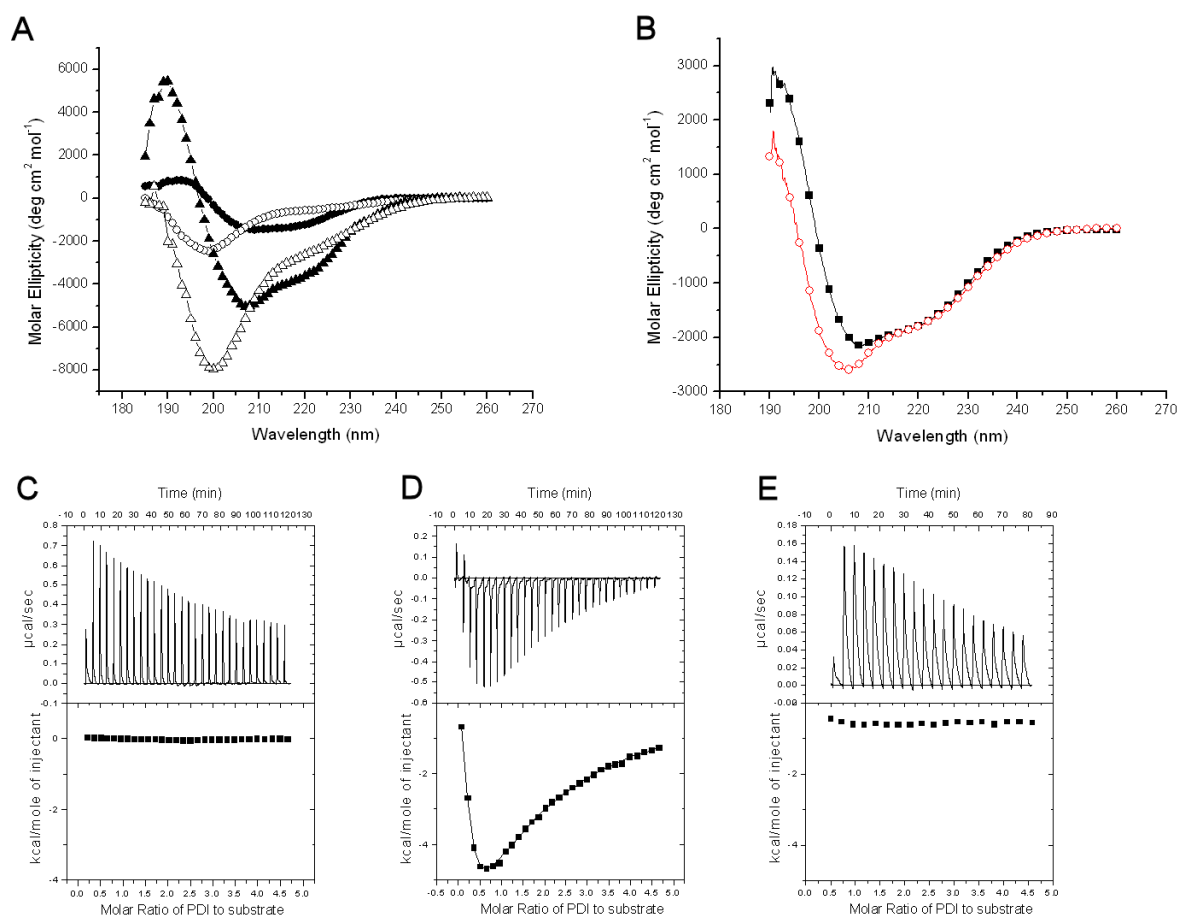 A
Molar Ellipticity (deg cm² mol⁻¹)
6000
4000
2000
0
-2000
-4000
-6000
-8000
180 190 200 210 220 230 240 250 260 270
Wavelength (nm)
B
Molar Ellipticity (deg cm² mol⁻¹)
3000
2000
1000
0
-1000
-2000
-3000
180 190 200 210 220 230 240 250 260 270
Wavelength (nm)
C
Time (min)
-10 0 10 20 30 40 50 60 70 80 90 100 110 120 130
µcal/sec
0.8
0.7
0.6
0.5
0.4
0.3
0.2
0.1
0.0
-0.1
kcal/mole of injectant
0
-2
-4
0.0 0.5 1.0 1.5 2.0 2.5 3.0 3.5 4.0 4.5 5.0
Molar Ratio of PDI to substrate
D
Time (min)
-10 0 10 20 30 40 50 60 70 80 90 100 110 120 130
µcal/sec
0.2
0.1
0.0
-0.1
-0.2
-0.3
-0.4
-0.5
kcal/mole of injectant
-2
-4
-0.5 0.0 0.5 1.0 1.5 2.0 2.5 3.0 3.5 4.0 4.5 5.0
Molar Ratio of PDI to substrate
E
Time (min)
-10 0 10 20 30 40 50 60 70 80 90
µcal/sec
0.18
0.16
0.14
0.12
0.10
0.08
0.06
0.04
0.02
0.00
kcal/mole of injectant
-2
-4
0.0 0.5 1.0 1.5 2.0 2.5 3.0 3.5 4.0 4.5 5.0
Molar Ratio of PDI to substrate